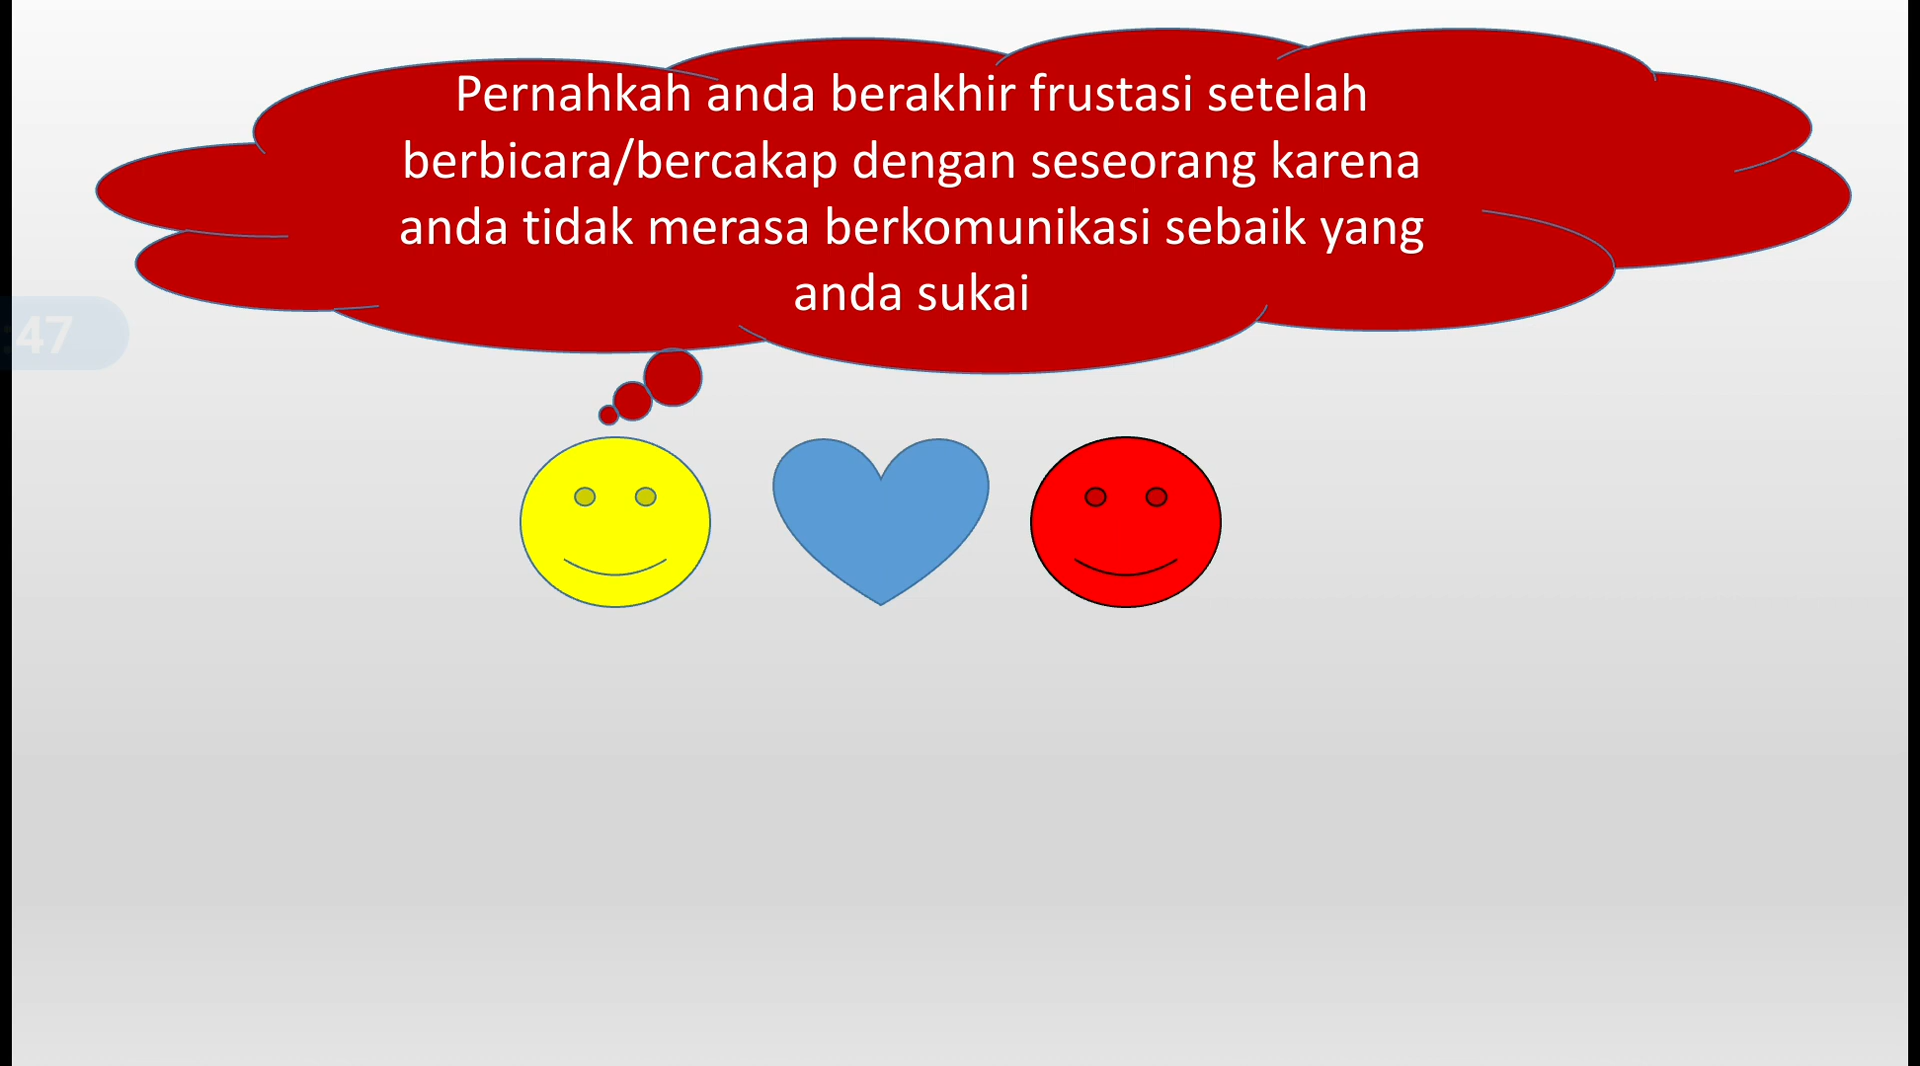 Pernahkah anda berakhir frustasi setelah
berbicara/bercakap dengan seseorang karena
anda tidak merasa berkomunikasi sebaik yang
anda sukai
:47